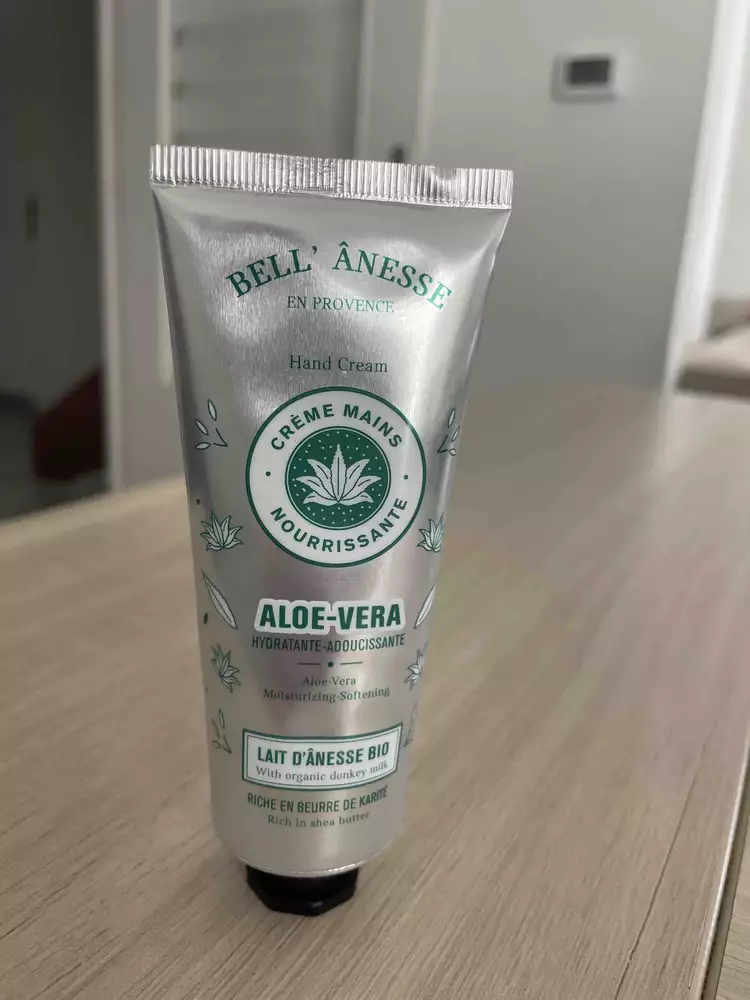 BELL' ÂNESSE
EN PROVENCE
Hand Cream
CRÈME MAINS
NOURRISSANTE
ALOE-VERA
HYDRATANTE-ADOUCISSANTE
Aloe-Vera
Moisturizing-Softening
LAIT D'ÂNESSE BIO
With organic donkey milk
RICHE EN BEURRE DE KARITÉ
Rich in shea butter